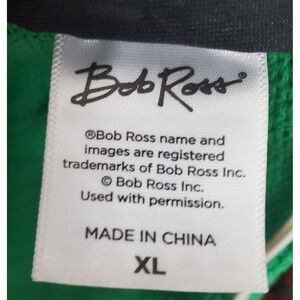 Bob Ross®
®Bob Ross name and
images are registered
trademarks of Bob Ross Inc.
© Bob Ross Inc.
Used with permission.
MADE IN CHINA
XL